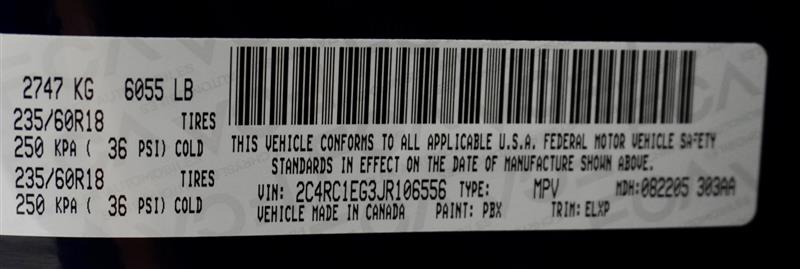 2747 KG 6055 LB
235/60R18 TIRES
250 KPA ( 36 PSI) COLD
235/60R18 TIRES
250 KPA ( 36 PSI) COLD
THIS VEHICLE CONFORMS TO ALL APPLICABLE U.S.A. FEDERAL MOTOR VEHICLE SAFETY
STANDARDS IN EFFECT ON THE DATE OF MANUFACTURE SHOWN ABOVE.
VIN: 2C4RC1EG3JR106556 TYPE: MPV MDH:082205 303AA
VEHICLE MADE IN CANADA PAINT: PBX TRIM: ELXP